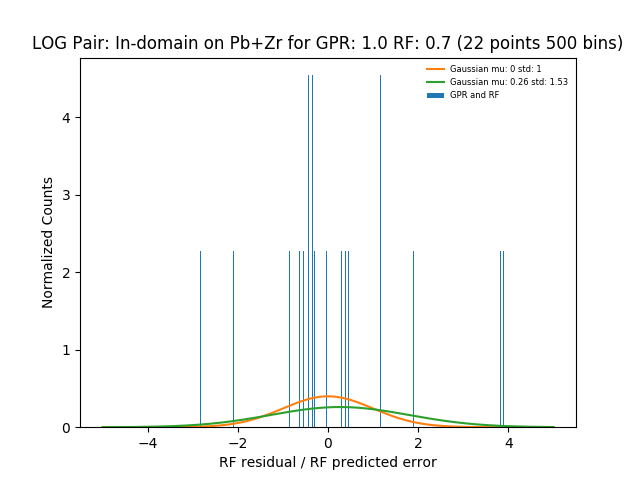 LOG Pair: In-domain on Pb+Zr for GPR: 1.0 RF: 0.7 (22 points 500 bins)
Gaussian mu: 0 std: 1
Gaussian mu: 0.26 std: 1.53
GPR and RF
Normalized Counts
4
3
2
1
0
−4 −2 0 2 4
RF residual / RF predicted error